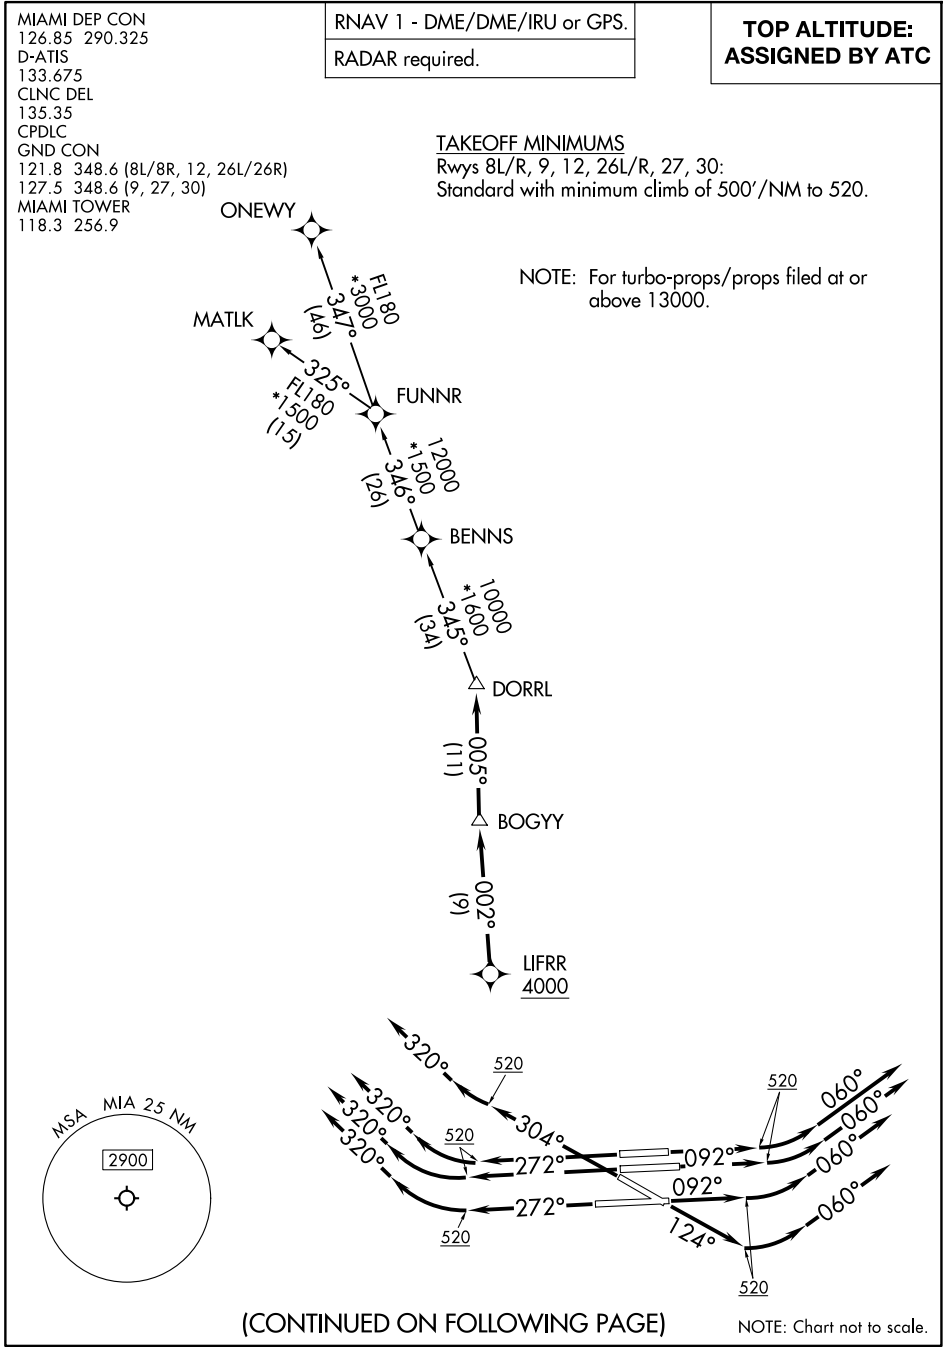 MIAMI DEP CON
126.85 290.325
D-ATIS
133.675
CLNC DEL
135.35
CPDLC
GND CON
121.8 348.6 (8L/8R, 12, 26L/26R)
127.5 348.6 (9, 27, 30)
MIAMI TOWER
118.3 256.9
RNAV 1 - DME/DME/IRU or GPS.
RADAR required.
TOP ALTITUDE:
ASSIGNED BY ATC
TAKEOFF MINIMUMS
Rwys 8L/R, 9, 12, 26L/R, 27, 30:
Standard with minimum climb of 500'/NM to 520.
NOTE: For turbo-props/props filed at or
above 13000.
ONEWY
FL180
*3000
347°
(46)
MATLK
325°
FL180
*1500
(15)
FUNNR
12000
*1500
346°
(26)
BENNS
10000
*1600
345°
(34)
DORRL
005°
(11)
BOGYY
002°
(9)
LIFRR
4000
320°
520
304°
320°
320°
320°
520
272°
272°
520
092°
092°
124°
520
060°
060°
060°
060°
520
MSA MIA 25 NM
2900
(CONTINUED ON FOLLOWING PAGE)
NOTE: Chart not to scale.